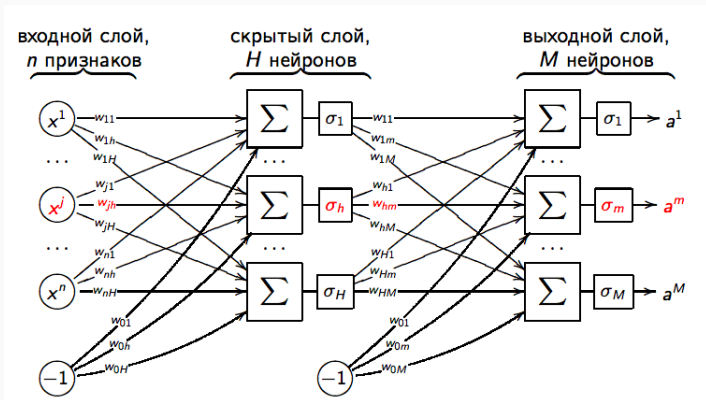 входной слой,
n признаков
скрытый слой,
H нейронов
выходной слой,
M нейронов
x¹ w₁₁ Σ σ₁ w₁₁ Σ σ₁ a¹
w₁ₕ w₁ₘ
w₁H w₁M
... ... ...
wⱼ₁ wₕ₁
xʲ wⱼₕ Σ σₕ wₕₘ Σ σₘ aᵐ
wⱼH wₕM
... ... ...
wₙ₁ wH₁
wₙₕ wHₘ
xⁿ wₙH Σ σH wHM Σ σM aᴹ
w₀₁ w₀₁
w₀ₕ w₀ₘ
w₀H w₀M
−1 −1